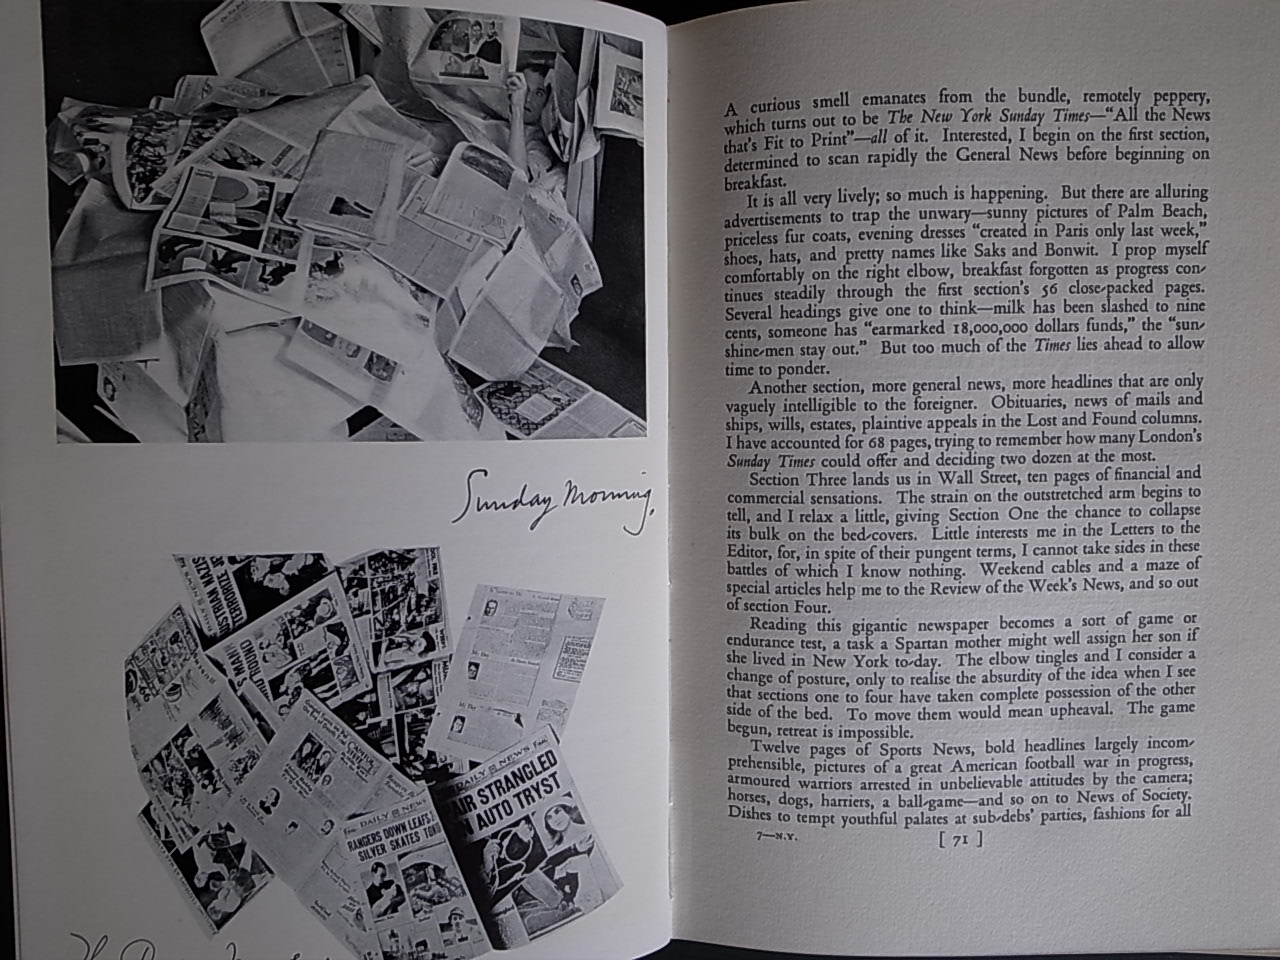 Sunday Morning.
DAILY NEWS
AUSTRIAN NAZIS
TERRORIZE
DAILY NEWS
STRANGLED
AUTO TRYST
DAILY NEWS
RANGERS DOWN LEAFS
SILVER SKATES
My Day
My Day
A curious smell emanates from the bundle, remotely peppery,
which turns out to be The New York Sunday Times—“All the News
that's Fit to Print”—all of it. Interested, I begin on the first section,
determined to scan rapidly the General News before beginning on
breakfast.
It is all very lively; so much is happening. But there are alluring
advertisements to trap the unwary—sunny pictures of Palm Beach,
priceless fur coats, evening dresses “created in Paris only last week,”
shoes, hats, and pretty names like Saks and Bonwit. I prop myself
comfortably on the right elbow, breakfast forgotten as progress con-
tinues steadily through the first section's 56 close-packed pages.
Several headings give one to think—milk has been slashed to nine
cents, someone has “earmarked 18,000,000 dollars funds,” the “sun-
shine-men stay out.” But too much of the Times lies ahead to allow
time to ponder.
Another section, more general news, more headlines that are only
vaguely intelligible to the foreigner. Obituaries, news of mails and
ships, wills, estates, plaintive appeals in the Lost and Found columns.
I have accounted for 68 pages, trying to remember how many London's
Sunday Times could offer and deciding two dozen at the most.
Section Three lands us in Wall Street, ten pages of financial and
commercial sensations. The strain on the outstretched arm begins to
tell, and I relax a little, giving Section One the chance to collapse
its bulk on the bed-covers. Little interests me in the Letters to the
Editor, for, in spite of their pungent terms, I cannot take sides in these
battles of which I know nothing. Weekend cables and a maze of
special articles help me to the Review of the Week's News, and so out
of section Four.
Reading this gigantic newspaper becomes a sort of game or
endurance test, a task a Spartan mother might well assign her son if
she lived in New York to-day. The elbow tingles and I consider a
change of posture, only to realise the absurdity of the idea when I see
that sections one to four have taken complete possession of the other
side of the bed. To move them would mean upheaval. The game
begun, retreat is impossible.
Twelve pages of Sports News, bold headlines largely incom-
prehensible, pictures of a great American football war in progress,
armoured warriors arrested in unbelievable attitudes by the camera;
horses, dogs, harriers, a ball-game—and so on to News of Society.
Dishes to tempt youthful palates at sub-debs' parties, fashions for all
7—N.Y.
[ 71 ]